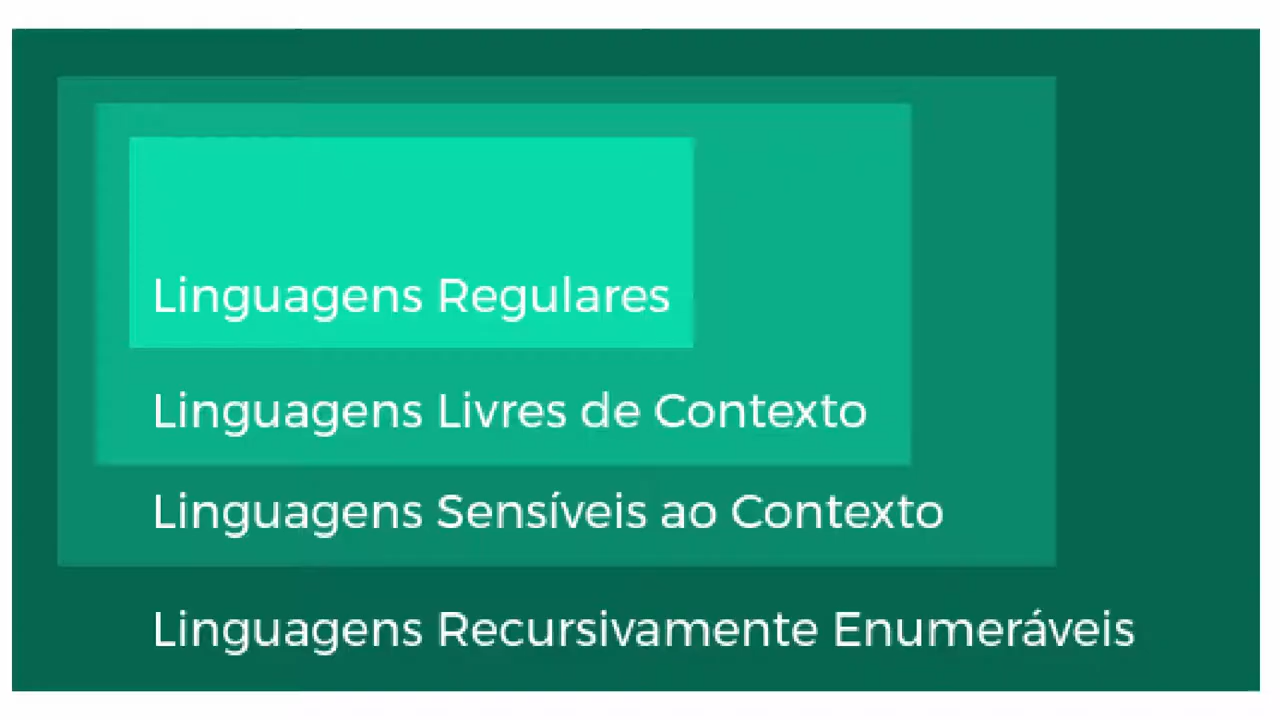 Linguagens Regulares
Linguagens Livres de Contexto
Linguagens Sensíveis ao Contexto
Linguagens Recursivamente Enumeráveis